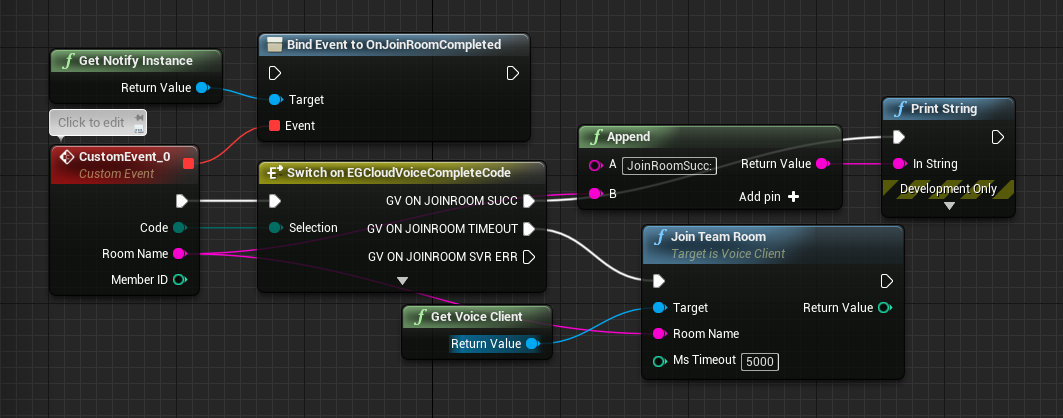 Get Notify Instance
Return Value
Bind Event to OnJoinRoomCompleted
Target
Event
Click to edit
CustomEvent_0
Custom Event
Code
Room Name
Member ID
Switch on EGCloudVoiceCompleteCode
Selection
GV ON JOINROOM SUCC
GV ON JOINROOM TIMEOUT
GV ON JOINROOM SVR ERR
Append
A JoinRoomSucc: Return Value
B
Add pin
Print String
In String
Development Only
Get Voice Client
Return Value
Join Team Room
Target is Voice Client
Target Return Value
Room Name
Ms Timeout 5000